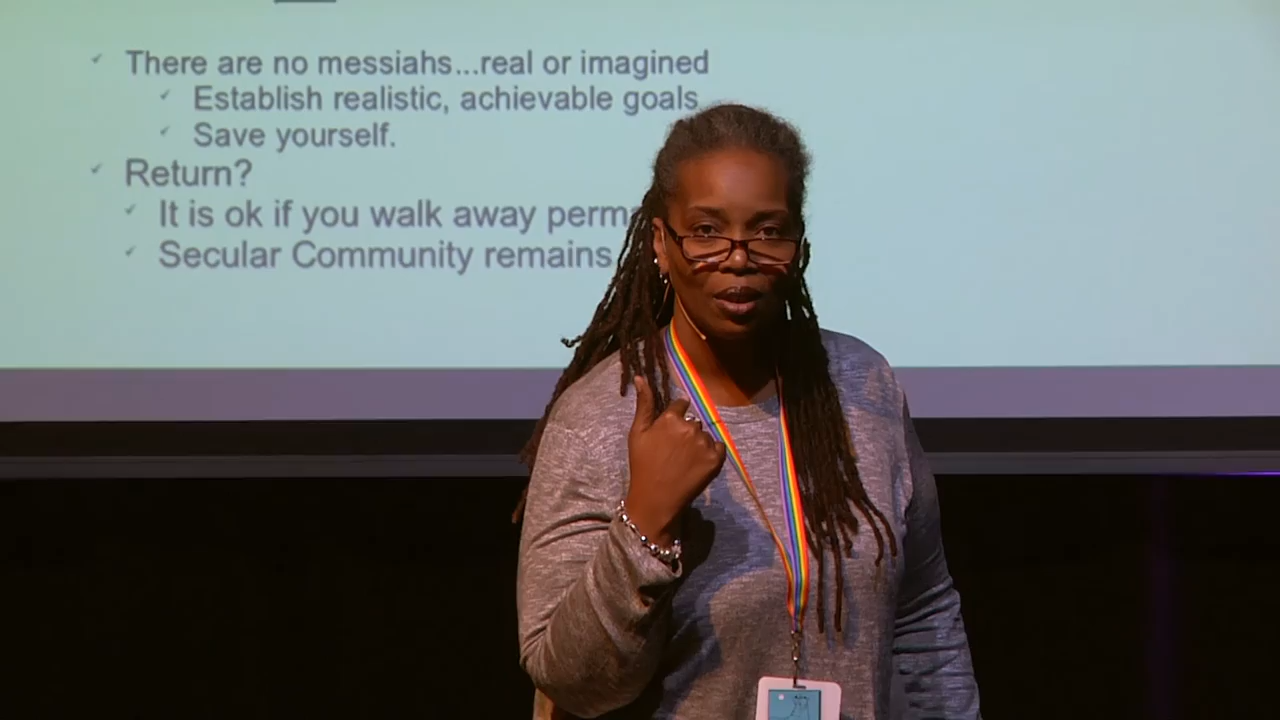 There are no messiahs...real or imagined
Establish realistic, achievable goals
Save yourself.
Return?
It is ok if you walk away
Secular Community remains